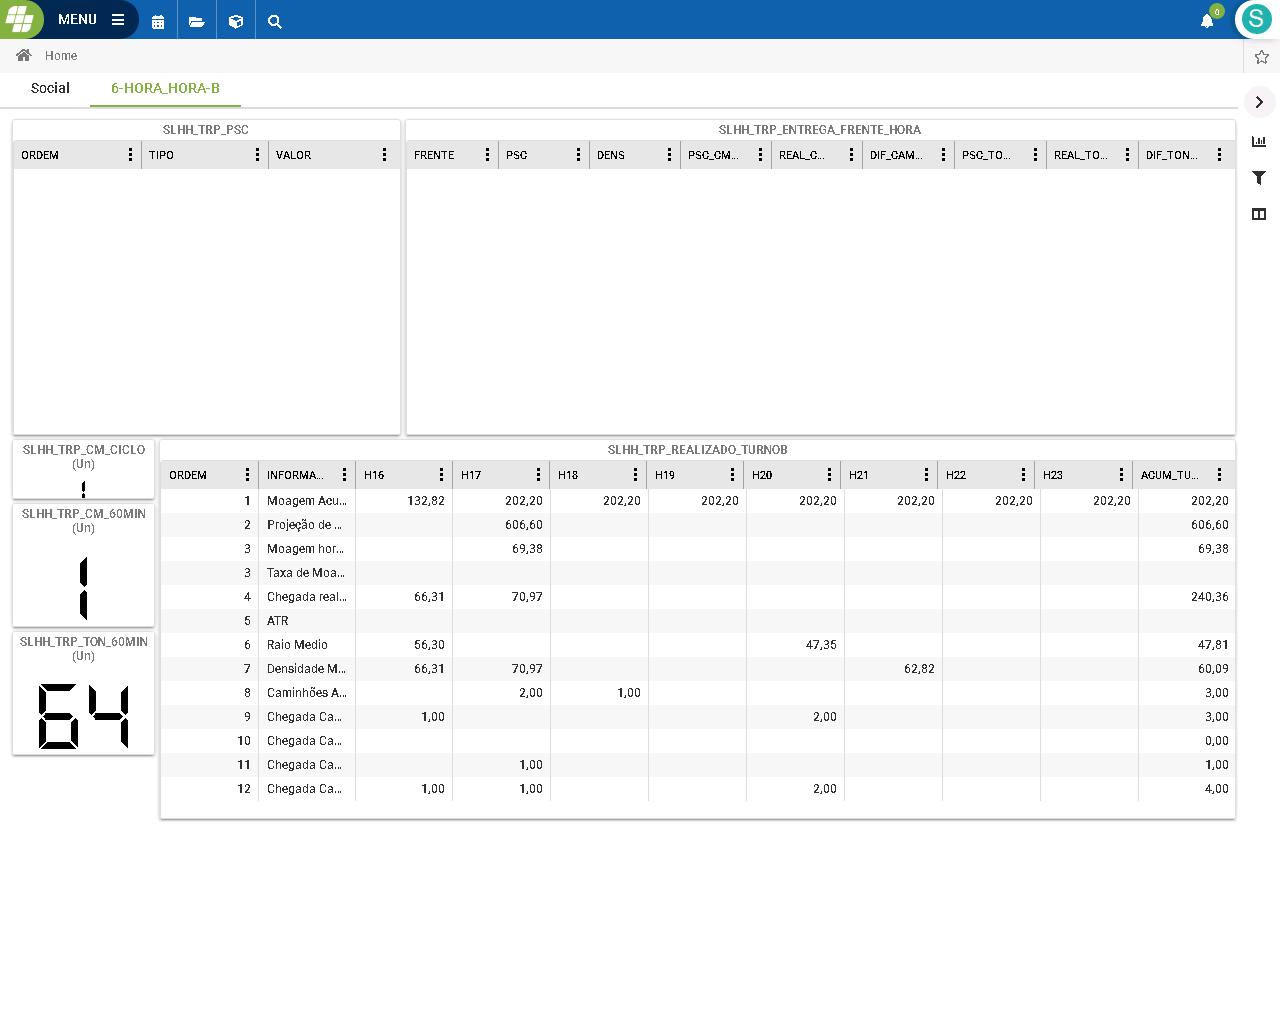 MENU
0
S
Home
Social
6-HORA_HORA-B
SLHH_TRP_PSC
ORDEM TIPO VALOR
SLHH_TRP_ENTREGA_FRENTE_HORA
FRENTE PSC DENS PSC_CM... REAL_C... DIF_CAM... PSC_TO... REAL_TO... DIF_TON...
SLHH_TRP_CM_CICLO
(Un)
1
SLHH_TRP_CM_60MIN
(Un)
1
SLHH_TRP_TON_60MIN
(Un)
64
SLHH_TRP_REALIZADO_TURNOB
ORDEM INFORMA... H16 H17 H18 H19 H20 H21 H22 H23 ACUM_TU...
1 Moagem Acu... 132,82 202,20 202,20 202,20 202,20 202,20 202,20 202,20 202,20
2 Projeção de ... 606,60 606,60
3 Moagem hor... 69,38 69,38
3 Taxa de Moa...
4 Chegada real... 66,31 70,97 240,36
5 ATR
6 Raio Medio 56,30 47,35 47,81
7 Densidade M... 66,31 70,97 62,82 60,09
8 Caminhões A... 2,00 1,00 3,00
9 Chegada Ca... 1,00 2,00 3,00
10 Chegada Ca... 0,00
11 Chegada Ca... 1,00 1,00
12 Chegada Ca... 1,00 1,00 2,00 4,00